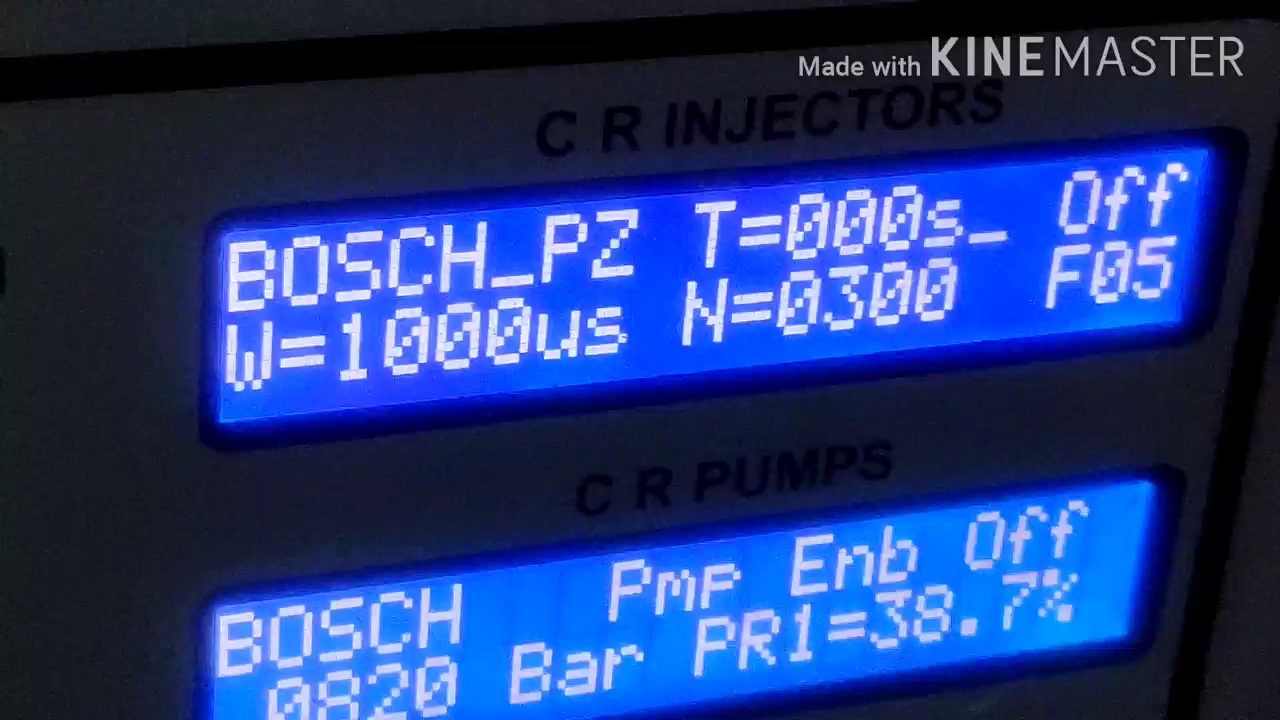 Made with KINEMASTER
C R INJECTORS
BOSCH_PZ T=000s_ Off
W=1000us N=0300 F05
C R PUMPS
BOSCH Pmp Enb Off
0820 Bar PR1=38.7%